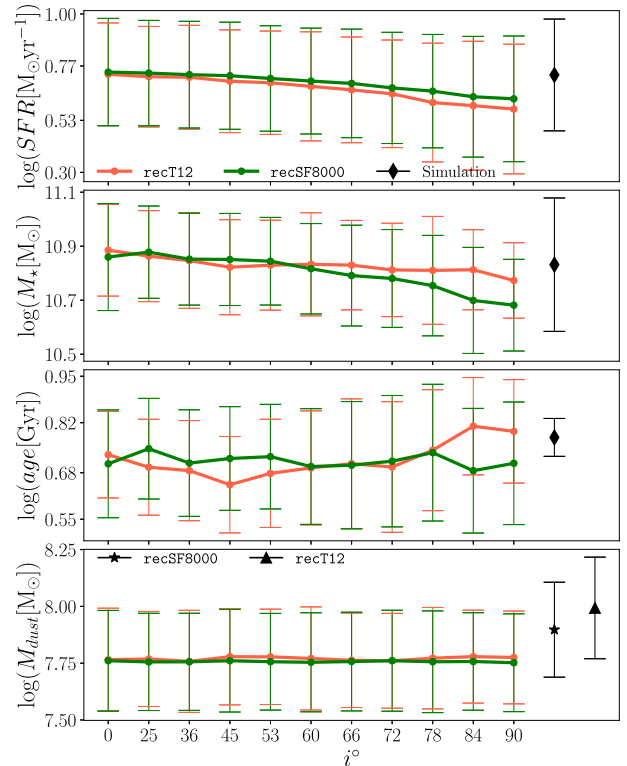 log(SFR[M⊙yr⁻¹])
1.00
0.77
0.53
0.30
recT12 recSF8000 Simulation
log(M⋆[M⊙])
11.1
10.9
10.7
10.5
log(age[Gyr])
0.95
0.82
0.68
0.55
log(M_dust[M⊙])
8.25
8.00
7.75
7.50
recSF8000 recT12
0 25 36 45 53 60 66 72 78 84 90
i°